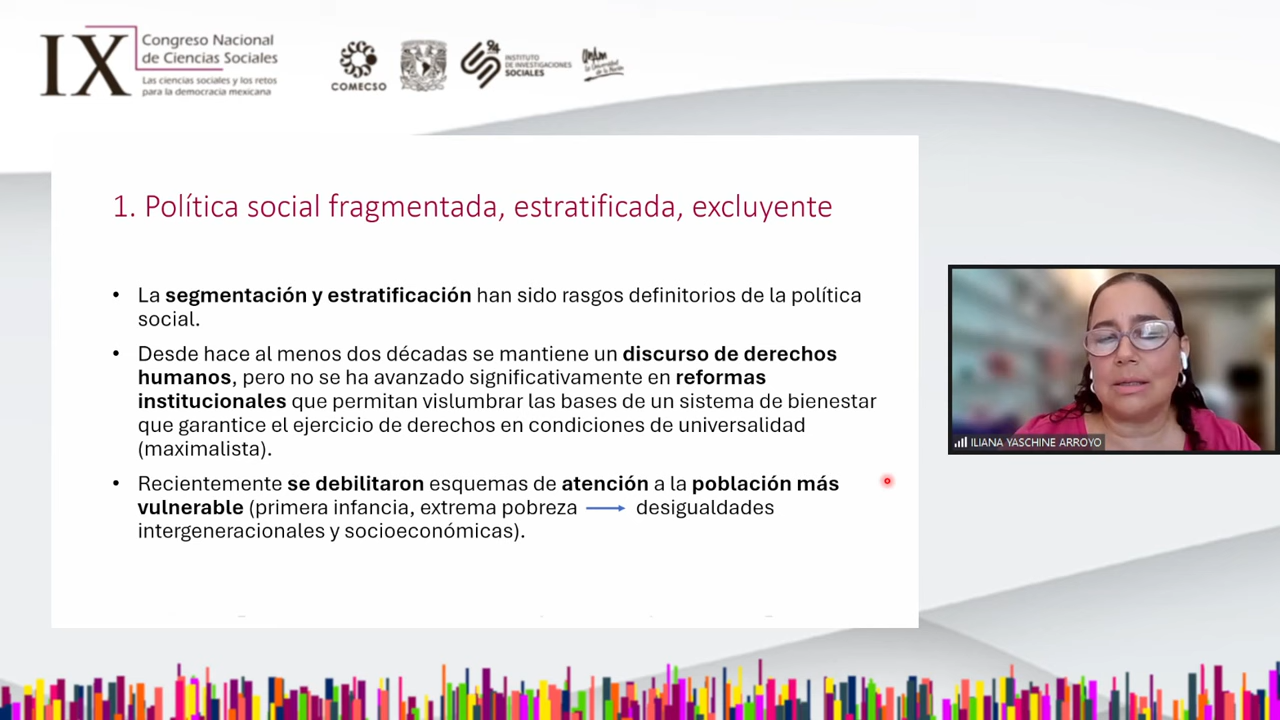 IX
Congreso Nacional
de Ciencias Sociales
Las ciencias sociales y los retos
para la democracia mexicana
COMECSO
INSTITUTO
DE INVESTIGACIONES
SOCIALES
1. Política social fragmentada, estratificada, excluyente
• La segmentación y estratificación han sido rasgos definitorios de la política
social.
• Desde hace al menos dos décadas se mantiene un discurso de derechos
humanos, pero no se ha avanzado significativamente en reformas
institucionales que permitan vislumbrar las bases de un sistema de bienestar
que garantice el ejercicio de derechos en condiciones de universalidad
(maximalista).
• Recientemente se debilitaron esquemas de atención a la población más
vulnerable (primera infancia, extrema pobreza → desigualdades
intergeneracionales y socioeconómicas).
ILIANA YASCHINE ARROYO